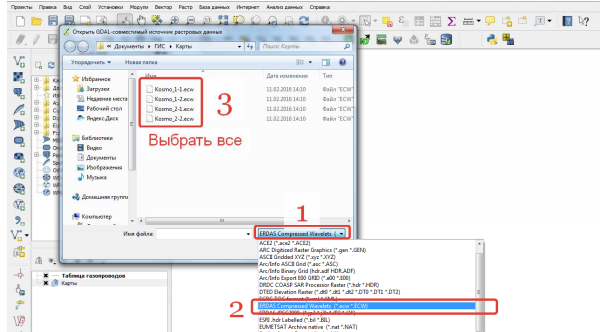 Проекты Правка Вид Слой Установки Модули Вектор Растр База данных Интернет Анализ данных Справка
Открыть GDAL-совместимый источник растровых данных
« Документы ▸ ГИС ▸ Карты
Поиск: Карты
Упорядочить ▾ Новая папка
Избранное
Загрузки
Недавние места
Рабочий стол
Яндекс.Диск
Библиотеки
Видео
Документы
Изображения
Музыка
Домашняя группа
Компьютер
Имя
Дата изменения
Тип
Kosmo_1-1.ecw 11.02.2016 14:10 Файл "ECW"
Kosmo_1-2.ecw 11.02.2016 14:10 Файл "ECW"
Kosmo_2-1.ecw 11.02.2016 14:10 Файл "ECW"
Kosmo_2-2.ecw 11.02.2016 14:10 Файл "ECW"
3
Выбрать все
1
Имя файла:
ERDAS Compressed Wavelets (
ACE2 (*.ace2 *.ACE2)
ARC Digitized Raster Graphics (*.gen *.GEN)
ASCII Gridded XYZ (*.xyz *.XYZ)
Arc/Info ASCII Grid (*.asc *.ASC)
Arc/Info Binary Grid (hdr.adf HDR.ADF)
Arc/Info Export E00 GRID (*.e00 *.E00)
DRDC COASP SAR Processor Raster (*.hdr *.HDR)
DTED Elevation Raster (*.dt0 *.dt1 *.dt2 *.DT0 *.DT1 *.DT2)
2
ERDAS Compressed Wavelets (*.ecw *.ECW)
ESRI .hdr Labelled (*.bil *.BIL)
EUMETSAT Archive native (*.nat *.NAT)
Таблица газопроводов
Карты